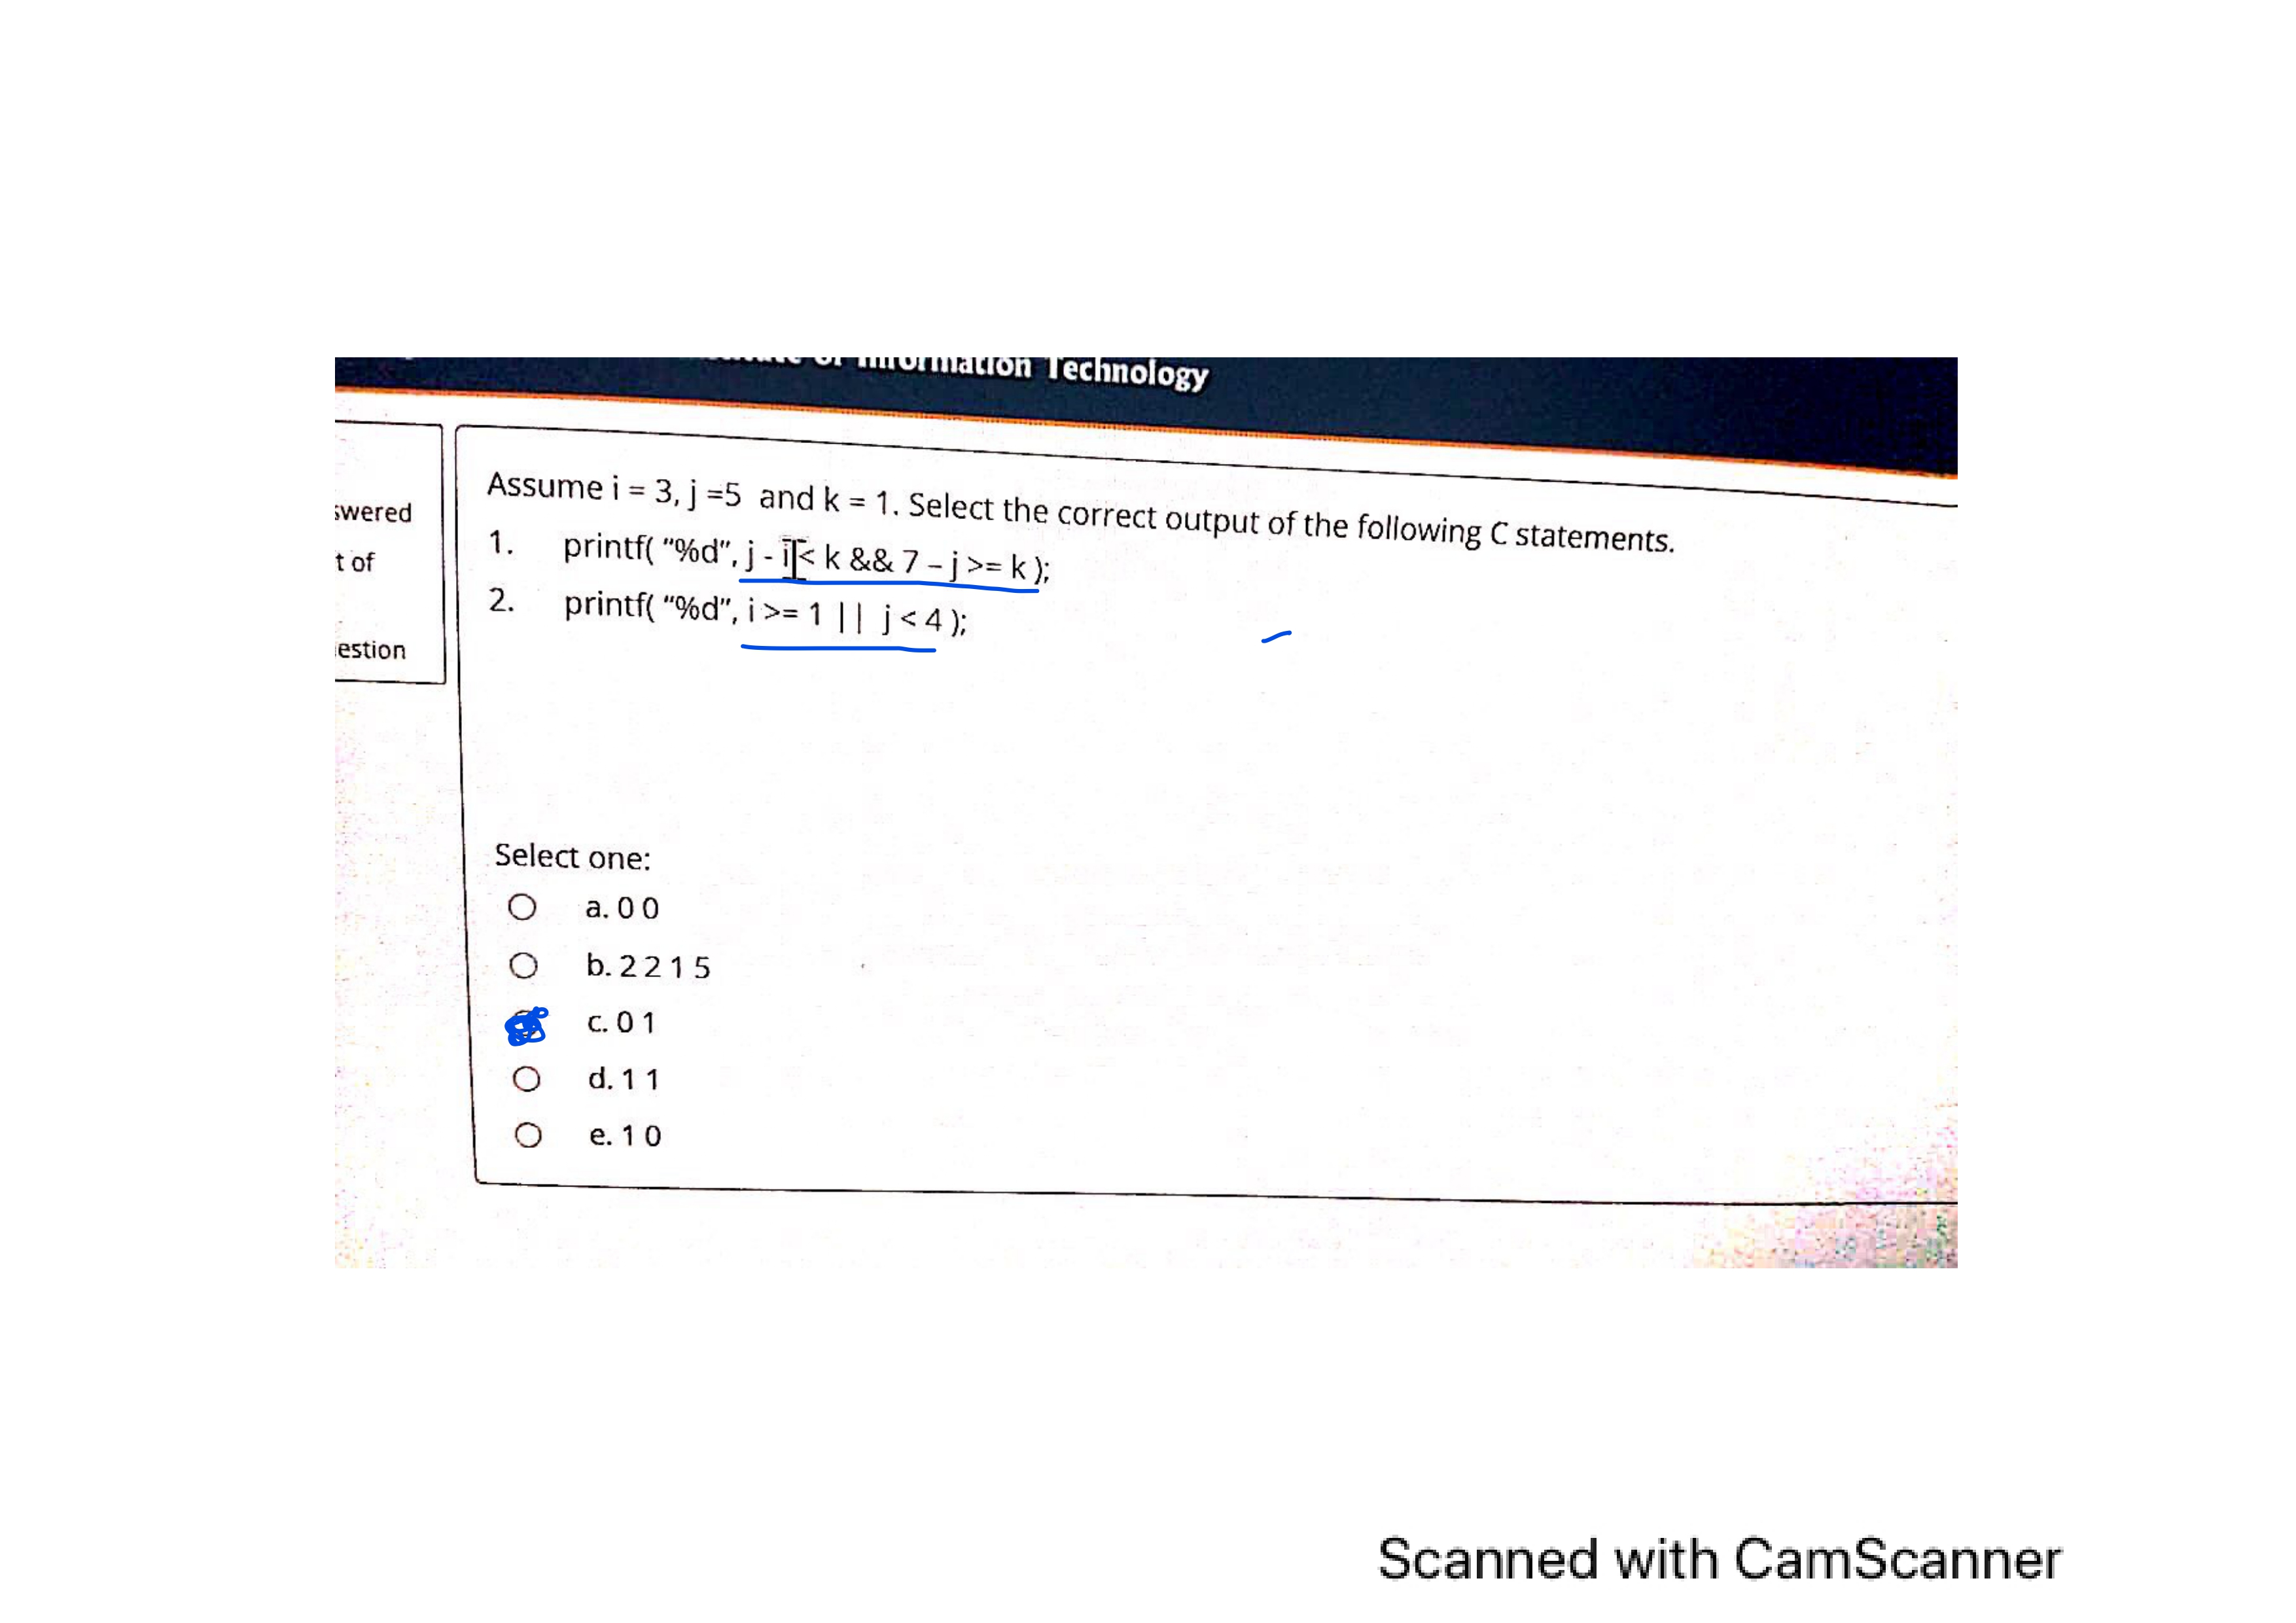 of Information Technology
swered
t of
estion
Assume i = 3, j =5 and k = 1. Select the correct output of the following C statements.
1. printf( “%d”, j - i < k && 7 – j >= k );
2. printf( “%d”, i >= 1 || j < 4 );
Select one:
a. 0 0
b. 2 2 1 5
c. 0 1
d. 1 1
e. 1 0
Scanned with CamScanner